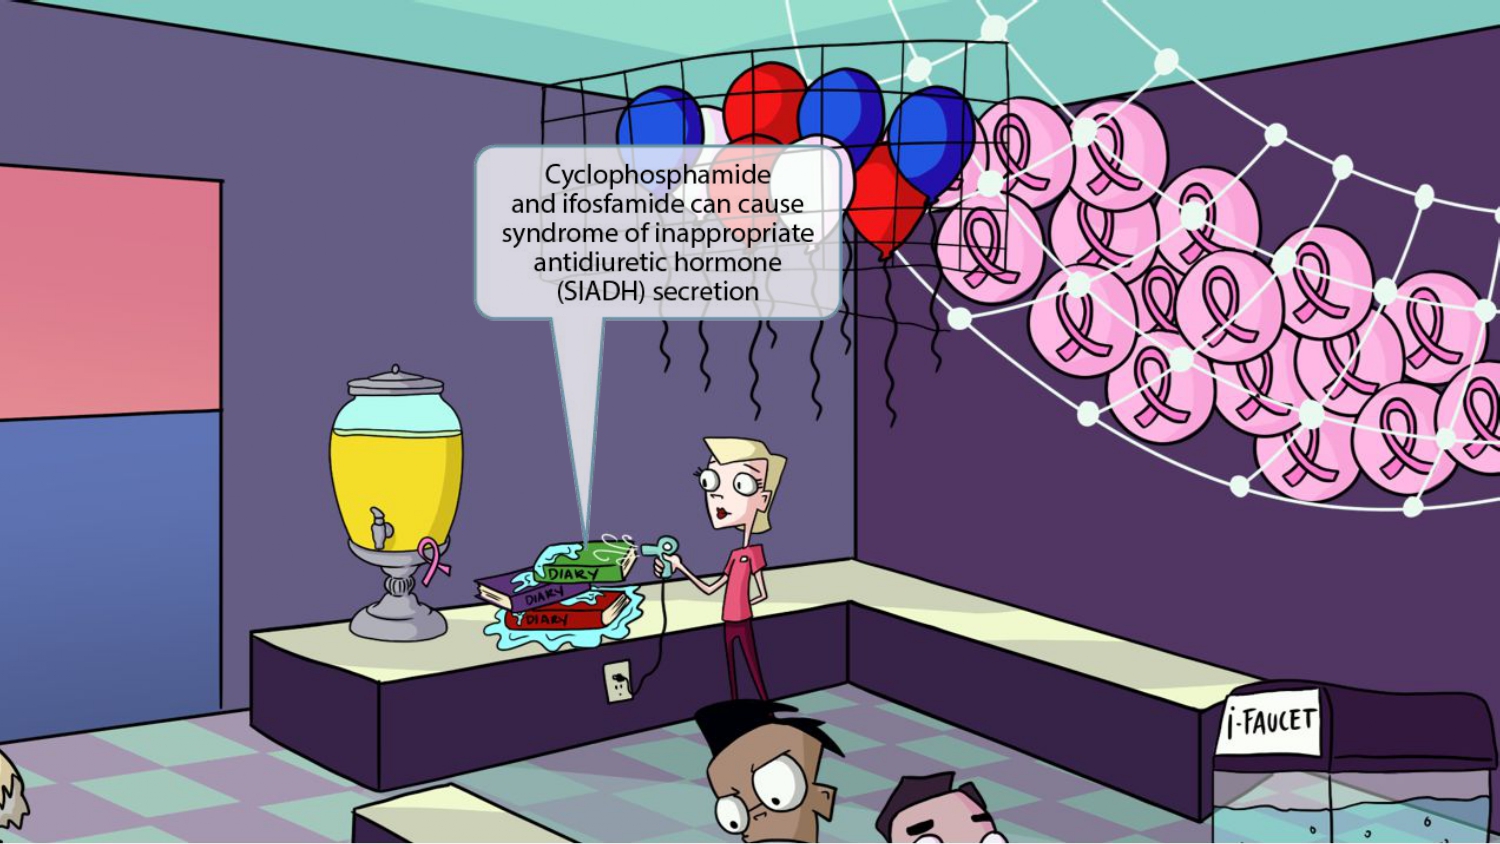 Cyclophosphamide
and ifosfamide can cause
syndrome of inappropriate
antidiuretic hormone
(SIADH) secretion
DIARY
DIARY
DIARY
i-FAUCET